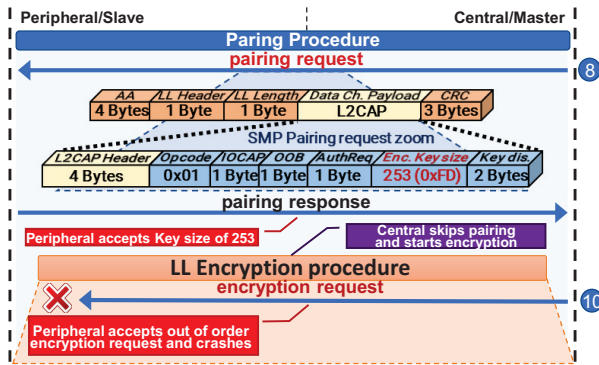 Peripheral/Slave Central/Master
Paring Procedure
pairing request
8
AA LL Header LL Length Data Ch. Payload CRC
4 Bytes 1 Byte 1 Byte L2CAP 3 Bytes
SMP Pairing request zoom
L2CAP Header Opcode IOCAP OOB AuthReq Enc. Key size Key dis.
4 Bytes 0x01 1 Byte 1 Byte 1 Byte 253 (0xFD) 2 Bytes
pairing response
Peripheral accepts Key size of 253
Central skips pairing
and starts encryption
LL Encryption procedure
encryption request
10
Peripheral accepts out of order
encryption request and crashes